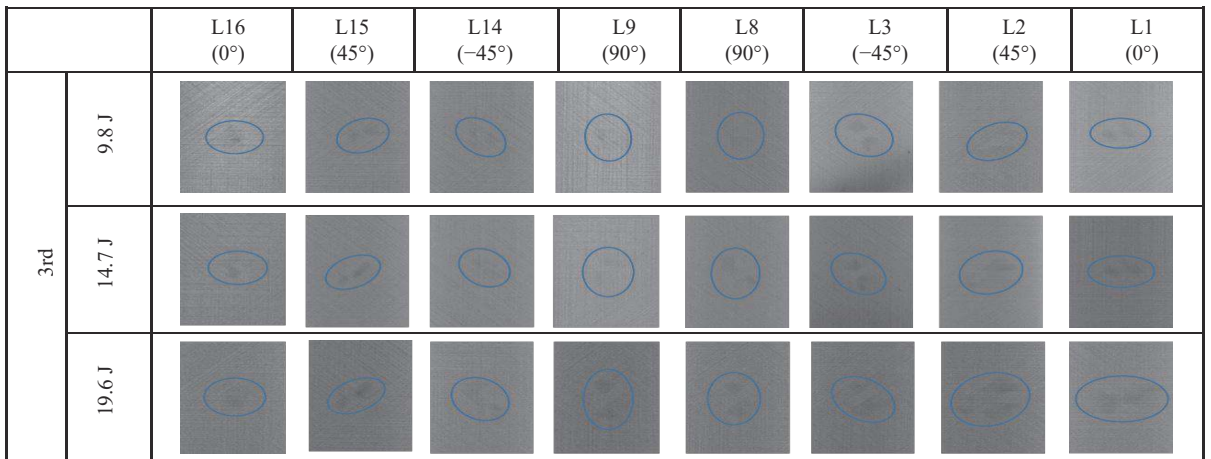 L16 L15 L14 L9 L8 L3 L2 L1
(0°) (45°) (−45°) (90°) (90°) (−45°) (45°) (0°)
3rd
9.8 J
14.7 J
19.6 J